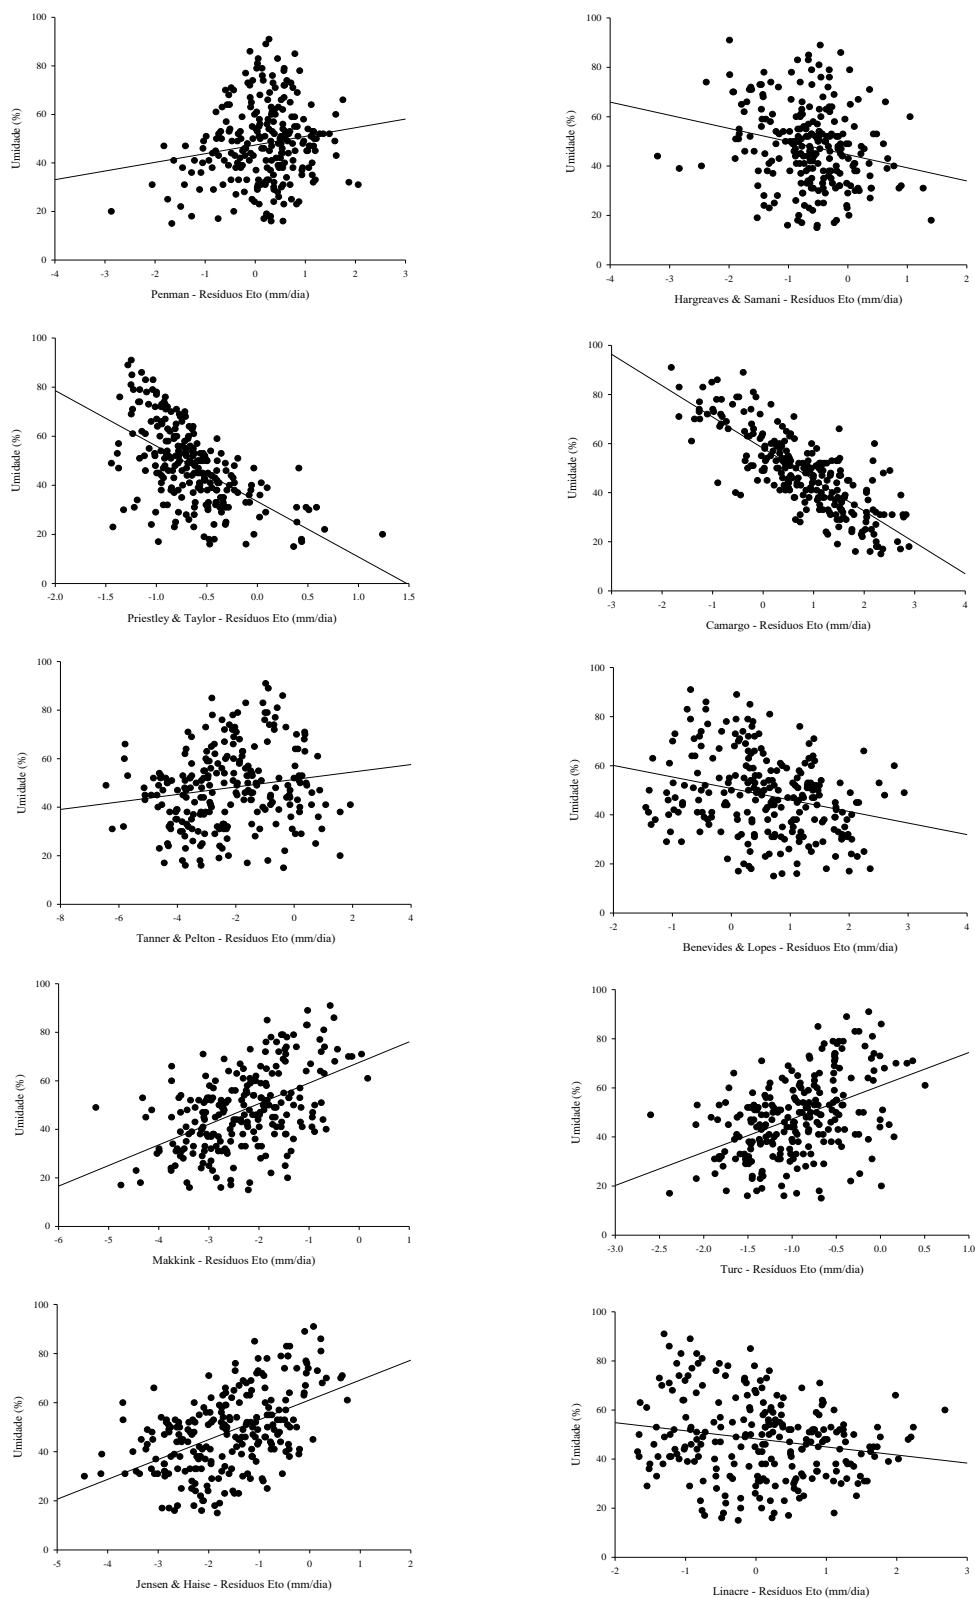 100
80
60
40
20
0
Umidade (%)
-4 -3 -2 -1 0 1 2 3
Penman - Resíduos Eto (mm/dia)
100
80
60
40
20
0
Umidade (%)
-4 -3 -2 -1 0 1 2
Hargreaves & Samani - Resíduos Eto (mm/dia)
100
80
60
40
20
0
Umidade (%)
-2.0 -1.5 -1.0 -0.5 0.0 0.5 1.0 1.5
Priestley & Taylor - Resíduos Eto (mm/dia)
100
80
60
40
20
0
Umidade (%)
-3 -2 -1 0 1 2 3 4
Camargo - Resíduos Eto (mm/dia)
100
80
60
40
20
0
Umidade (%)
-8 -6 -4 -2 0 2 4
Tanner & Pelton - Resíduos Eto (mm/dia)
100
80
60
40
20
0
Umidade (%)
-2 -1 0 1 2 3 4
Benevides & Lopes - Resíduos Eto (mm/dia)
100
80
60
40
20
0
Umidade (%)
-6 -5 -4 -3 -2 -1 0 1
Makkink - Resíduos Eto (mm/dia)
100
80
60
40
20
0
Umidade (%)
-3.0 -2.5 -2.0 -1.5 -1.0 -0.5 0.0 0.5 1.0
Turc - Resíduos Eto (mm/dia)
100
80
60
40
20
0
Umidade (%)
-5 -4 -3 -2 -1 0 1 2
Jensen & Haise - Resíduos Eto (mm/dia)
100
80
60
40
20
0
Umidade (%)
-2 -1 0 1 2 3
Linacre - Resíduos Eto (mm/dia)